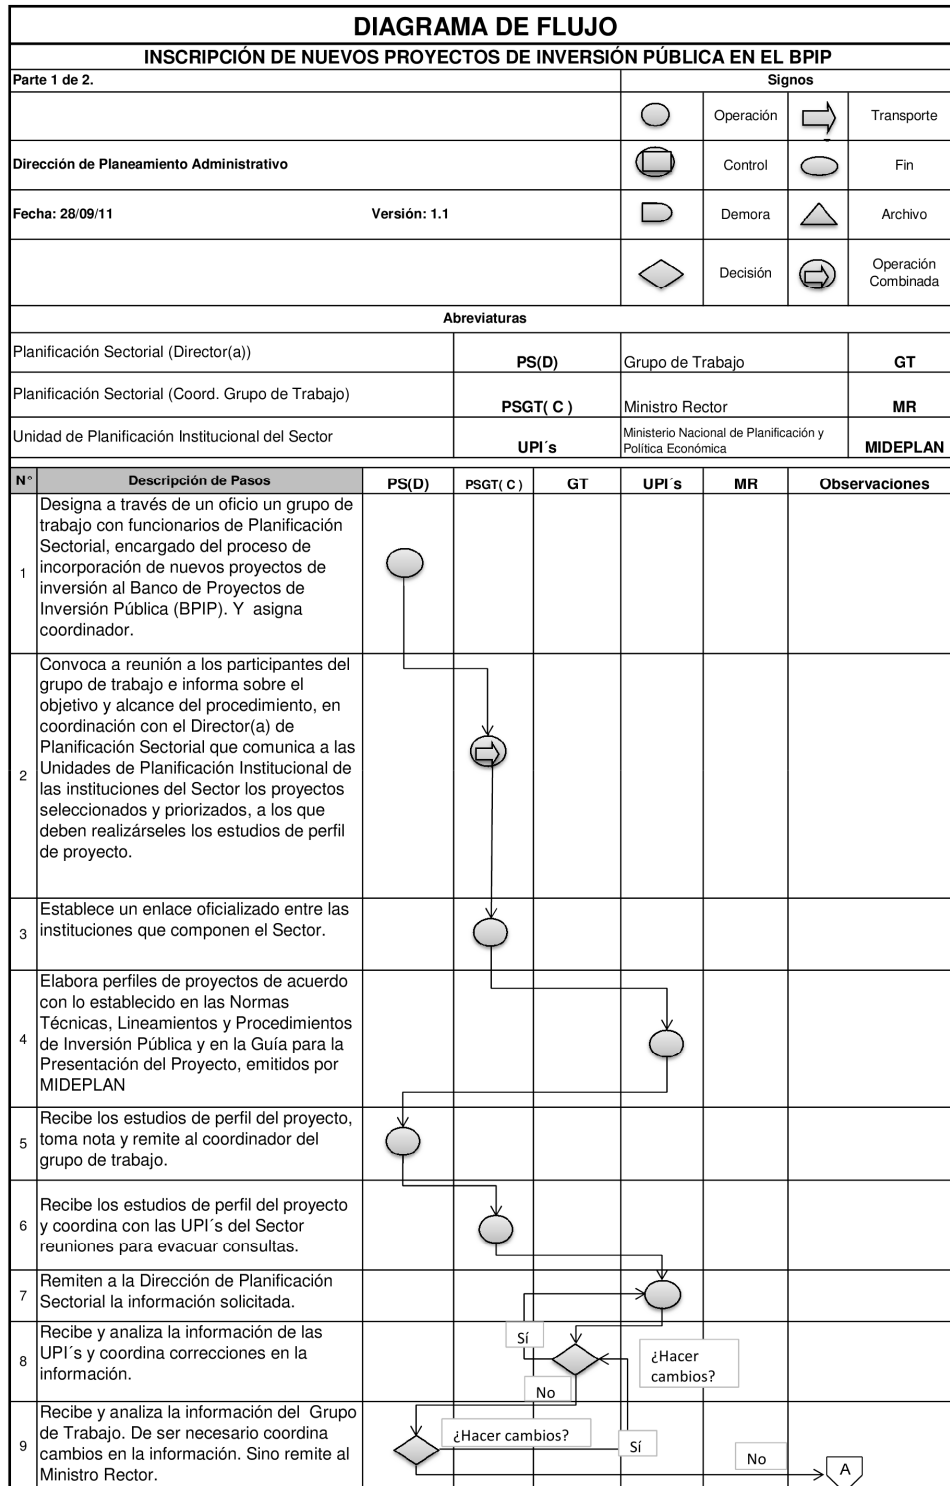 DIAGRAMA DE FLUJO
INSCRIPCIÓN DE NUEVOS PROYECTOS DE INVERSIÓN PÚBLICA EN EL BPIP
Parte 1 de 2.
Signos
Operación
Transporte
Dirección de Planeamiento Administrativo
Control
Fin
Fecha: 28/09/11
Versión: 1.1
Demora
Archivo
Decisión
Operación
Combinada
Abreviaturas
Planificación Sectorial (Director(a))
PS(D)
Grupo de Trabajo
GT
Planificación Sectorial (Coord. Grupo de Trabajo)
PSGT( C )
Ministro Rector
MR
Unidad de Planificación Institucional del Sector
UPI´s
Ministerio Nacional de Planificación y
Política Económica
MIDEPLAN
N°
Descripción de Pasos
PS(D)
PSGT( C )
GT
UPI´s
MR
Observaciones
1
Designa a través de un oficio un grupo de
trabajo con funcionarios de Planificación
Sectorial, encargado del proceso de
incorporación de nuevos proyectos de
inversión al Banco de Proyectos de
Inversión Pública (BPIP). Y  asigna
coordinador.
2
Convoca a reunión a los participantes del
grupo de trabajo e informa sobre el
objetivo y alcance del procedimiento, en
coordinación con el Director(a) de
Planificación Sectorial que comunica a las
Unidades de Planificación Institucional de
las instituciones del Sector los proyectos
seleccionados y priorizados, a los que
deben realizárseles los estudios de perfil
de proyecto.
3
Establece un enlace oficializado entre las
instituciones que componen el Sector.
4
Elabora perfiles de proyectos de acuerdo
con lo establecido en las Normas
Técnicas, Lineamientos y Procedimientos
de Inversión Pública y en la Guía para la
Presentación del Proyecto, emitidos por
MIDEPLAN
5
Recibe los estudios de perfil del proyecto,
toma nota y remite al coordinador del
grupo de trabajo.
6
Recibe los estudios de perfil del proyecto
y coordina con las UPI´s del Sector
reuniones para evacuar consultas.
7
Remiten a la Dirección de Planificación
Sectorial la información solicitada.
8
Recibe y analiza la información de las
UPI´s y coordina correcciones en la
información.
Sí
¿Hacer
cambios?
No
9
Recibe y analiza la información del  Grupo
de Trabajo. De ser necesario coordina
cambios en la información. Sino remite al
Ministro Rector.
¿Hacer cambios?
Sí
No
A